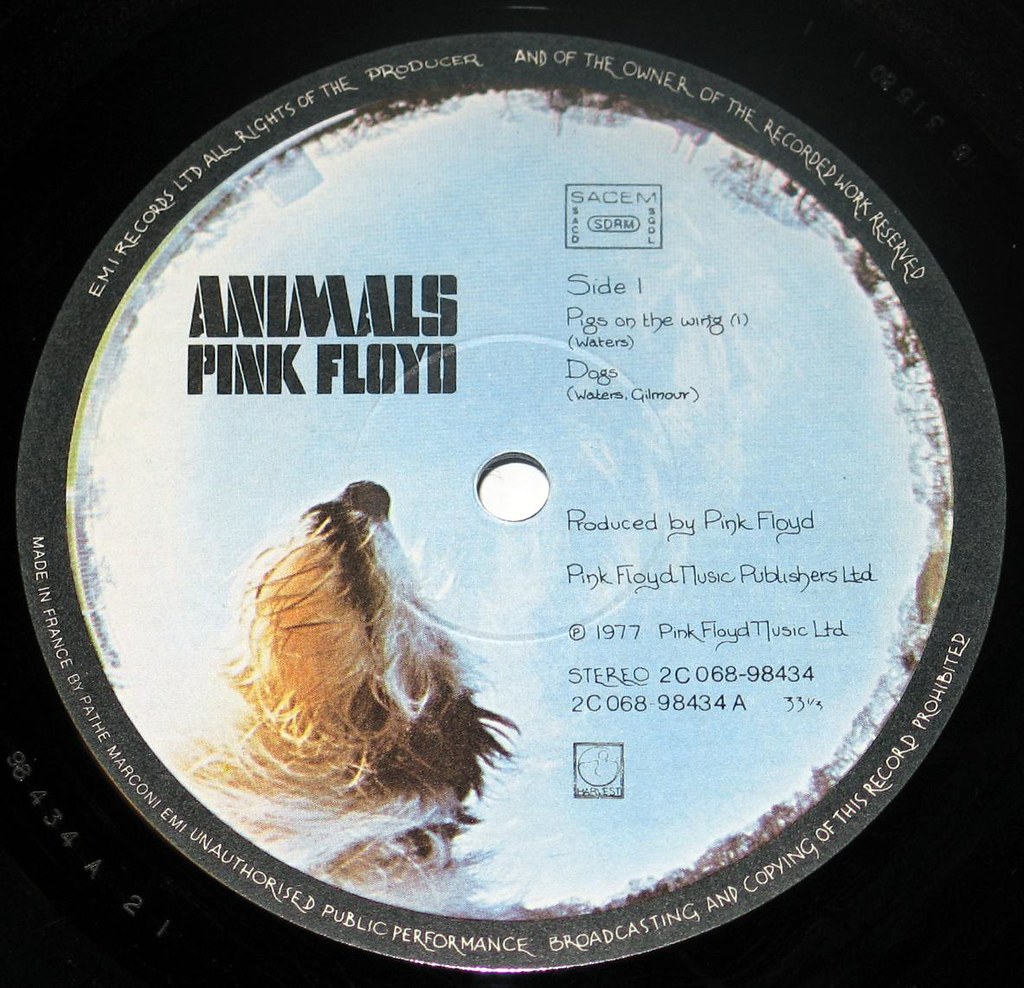 EMI RECORDS LTD ALL RIGHTS OF THE PRODUCER AND OF THE OWNER OF THE RECORDED WORK RESERVED
SACEM
SACD SDRM SGDL
ANIMALS
PINK FLOYD
Side 1
Pigs on the wing (1)
(Waters)
Dogs
(Waters, Gilmour)
Produced by Pink Floyd
Pink Floyd Music Publishers Ltd
℗ 1977 Pink Floyd Music Ltd
STEREO 2C 068-98434
2C 068-98434 A 33 1/3
HARVEST
MADE IN FRANCE BY PATHE MARCONI EMI UNAUTHORISED PUBLIC PERFORMANCE BROADCASTING AND COPYING OF THIS RECORD PROHIBITED
98434 A 21